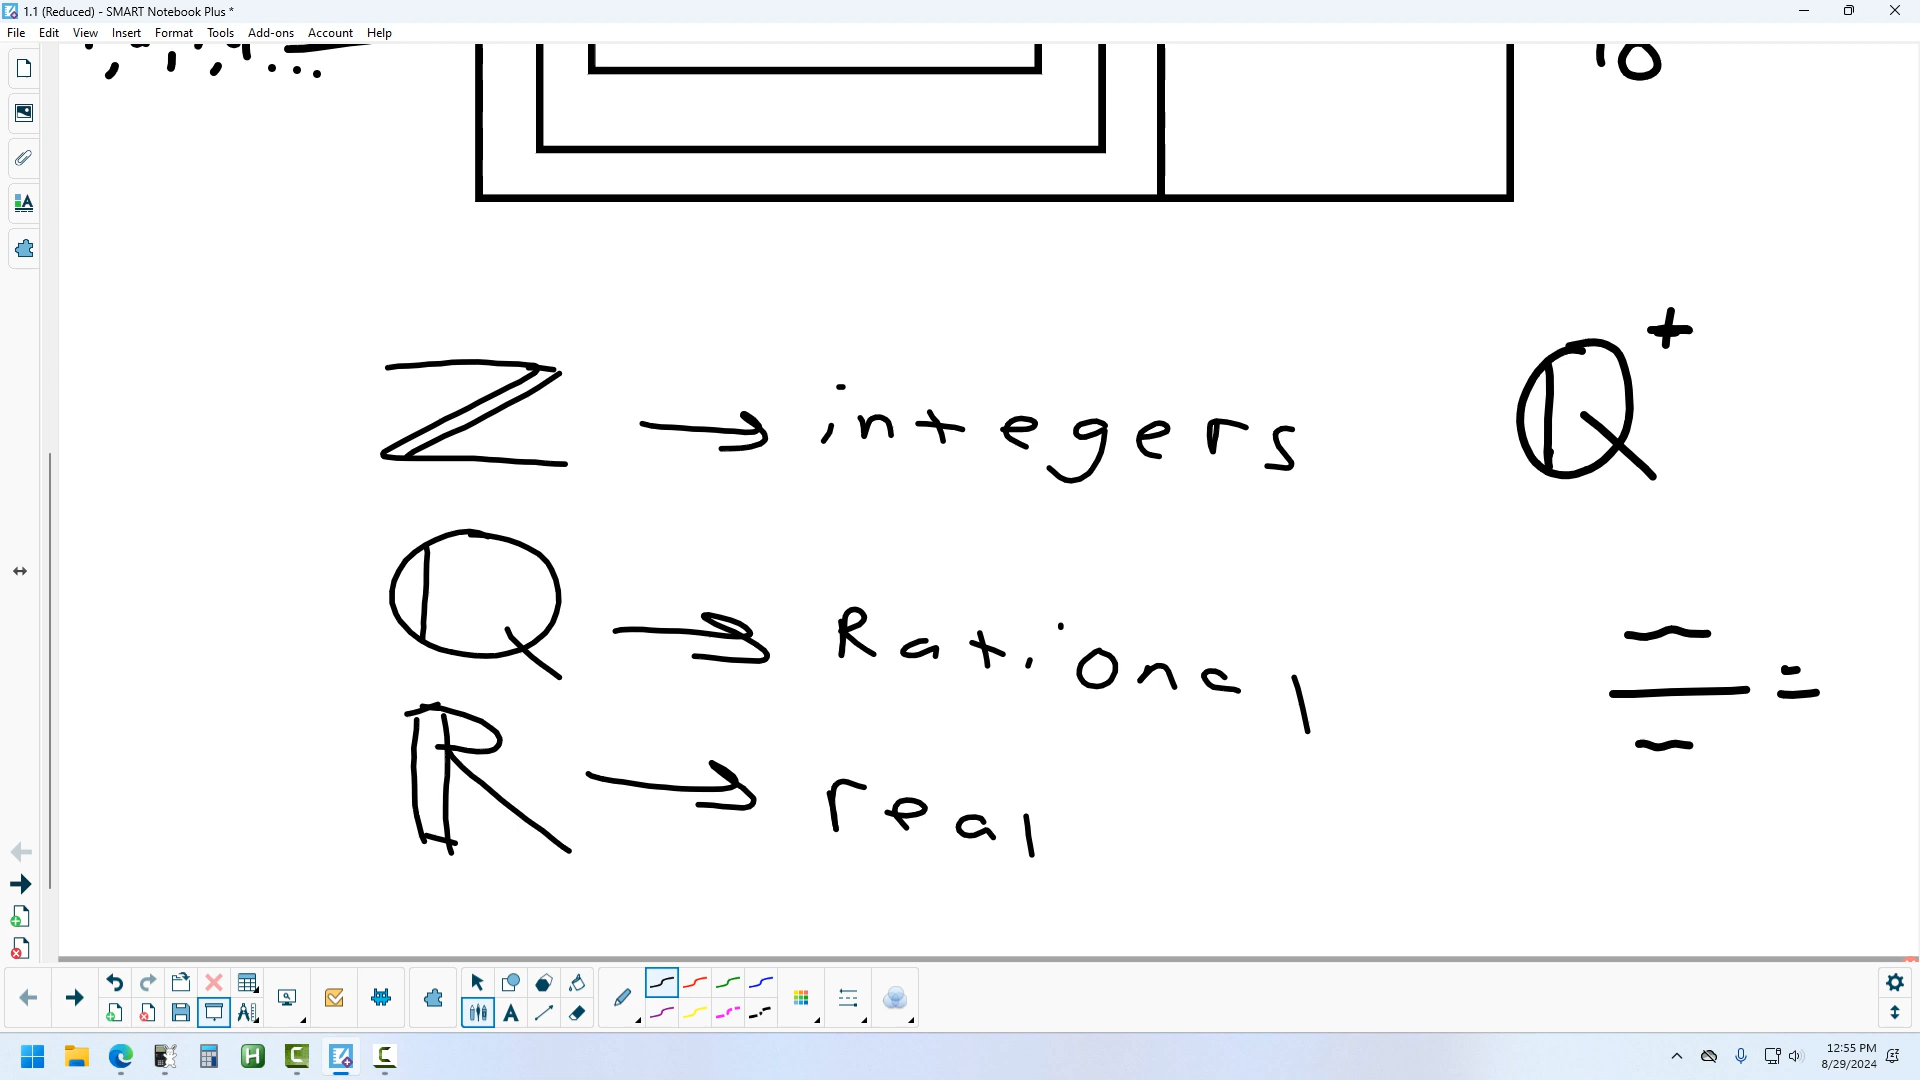 1.1 (Reduced) - SMART Notebook Plus *
File Edit View Insert Format Tools Add-ons Account Help
10
ℤ → integers
ℚ⁺
ℚ → Rational
ℝ → real
12:55 PM
8/29/2024